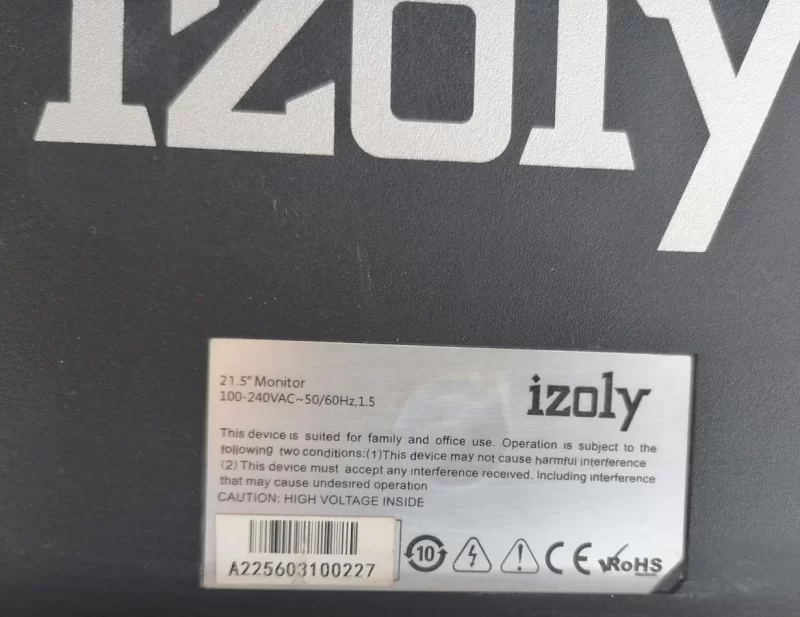 izoly
21.5" Monitor
100-240VAC~50/60Hz,1.5
izoly
This device is suited for family and office use. Operation is subject to the
following two conditions:(1)This device may not cause harmful interference
(2)This device must accept any interference received. Including interference
that may cause undesired operation
CAUTION: HIGH VOLTAGE INSIDE
A225603100227
10
CE
RoHS